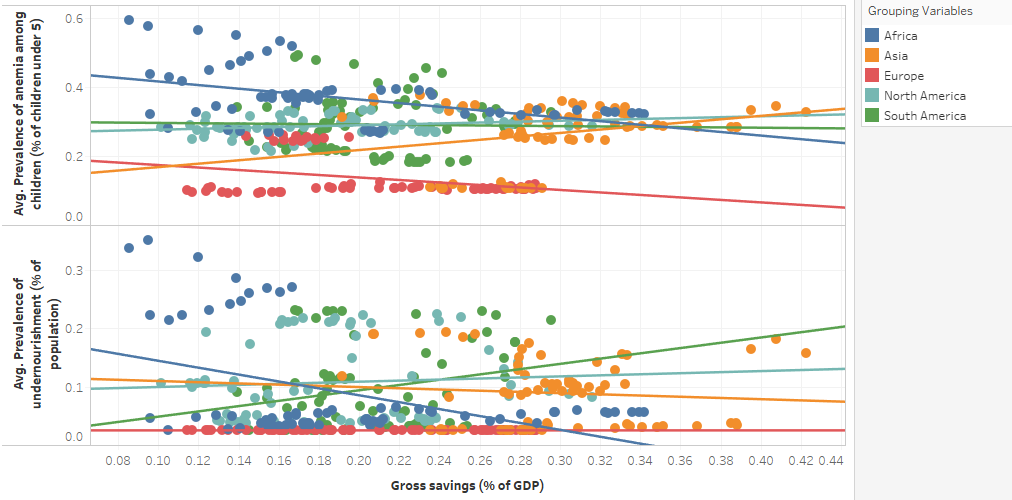 Avg. Prevalence of anemia among
children (% of children under 5)
0.6
0.4
0.2
0.0
Avg. Prevalence of
undernourishment (% of
population)
0.3
0.2
0.1
0.0
0.08 0.10 0.12 0.14 0.16 0.18 0.20 0.22 0.24 0.26 0.28 0.30 0.32 0.34 0.36 0.38 0.40 0.42 0.44
Gross savings (% of GDP)
Grouping Variables
Africa
Asia
Europe
North America
South America